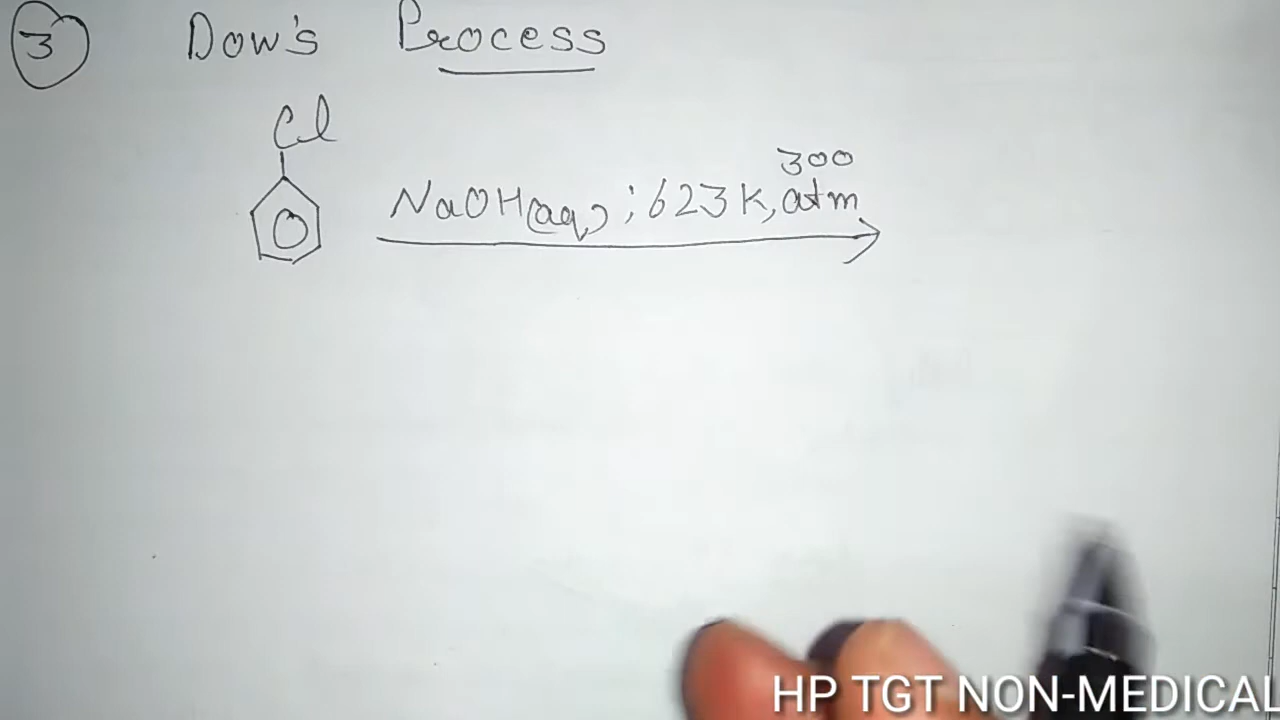 3 Dow's Process
Cl
300
NaOH(aq) ; 623 K, atm
HP TGT NON-MEDICAL